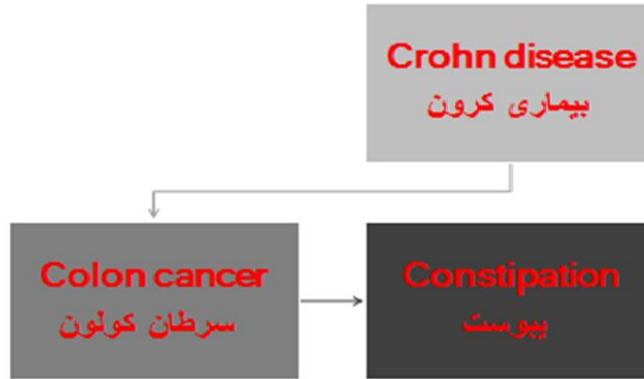 Crohn disease
بیماری کرون
Colon cancer
سرطان کولون
Constipation
یبوست